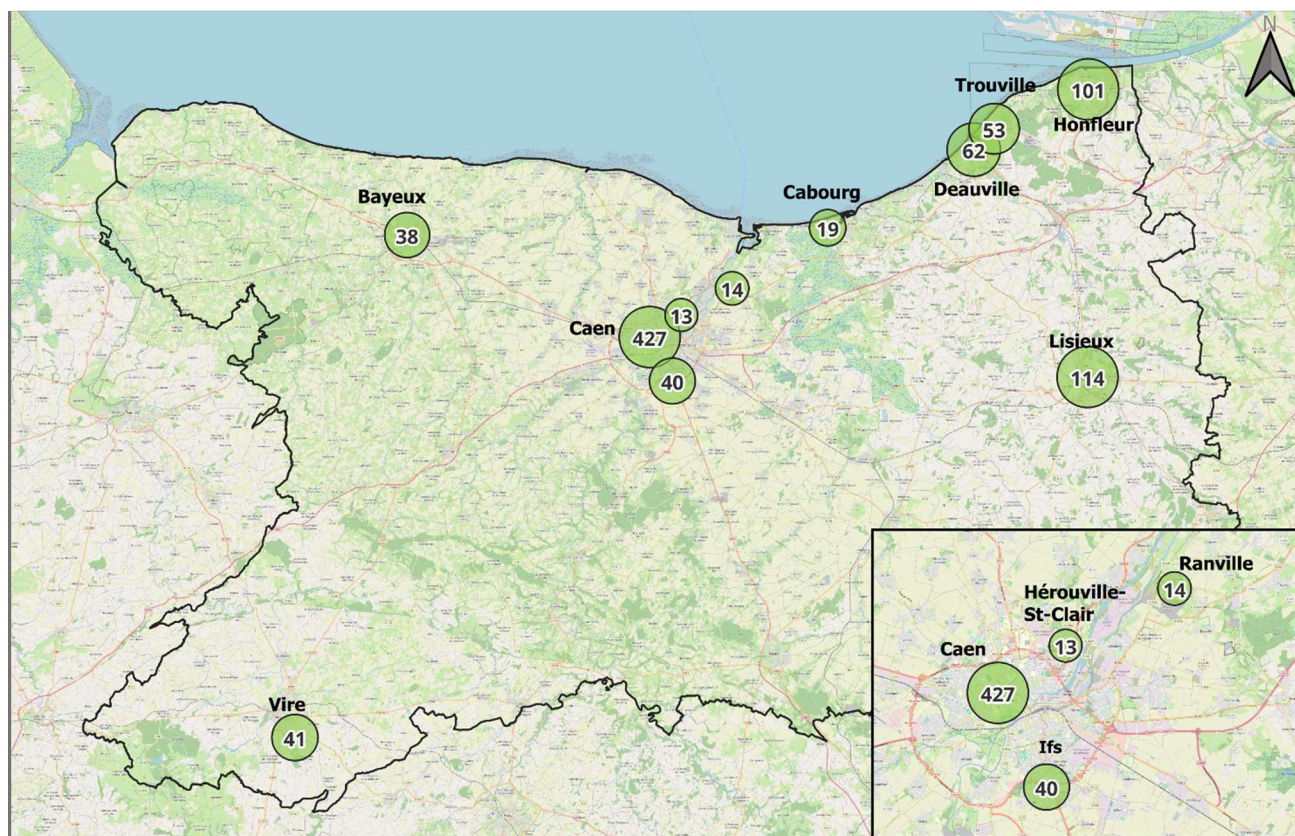 N
Trouville
101
Honfleur
53
62
Deauville
Cabourg
19
Bayeux
38
14
13
Caen
427
40
Lisieux
114
Vire
41
Ranville
14
Hérouville-
St-Clair
13
Caen
427
Ifs
40